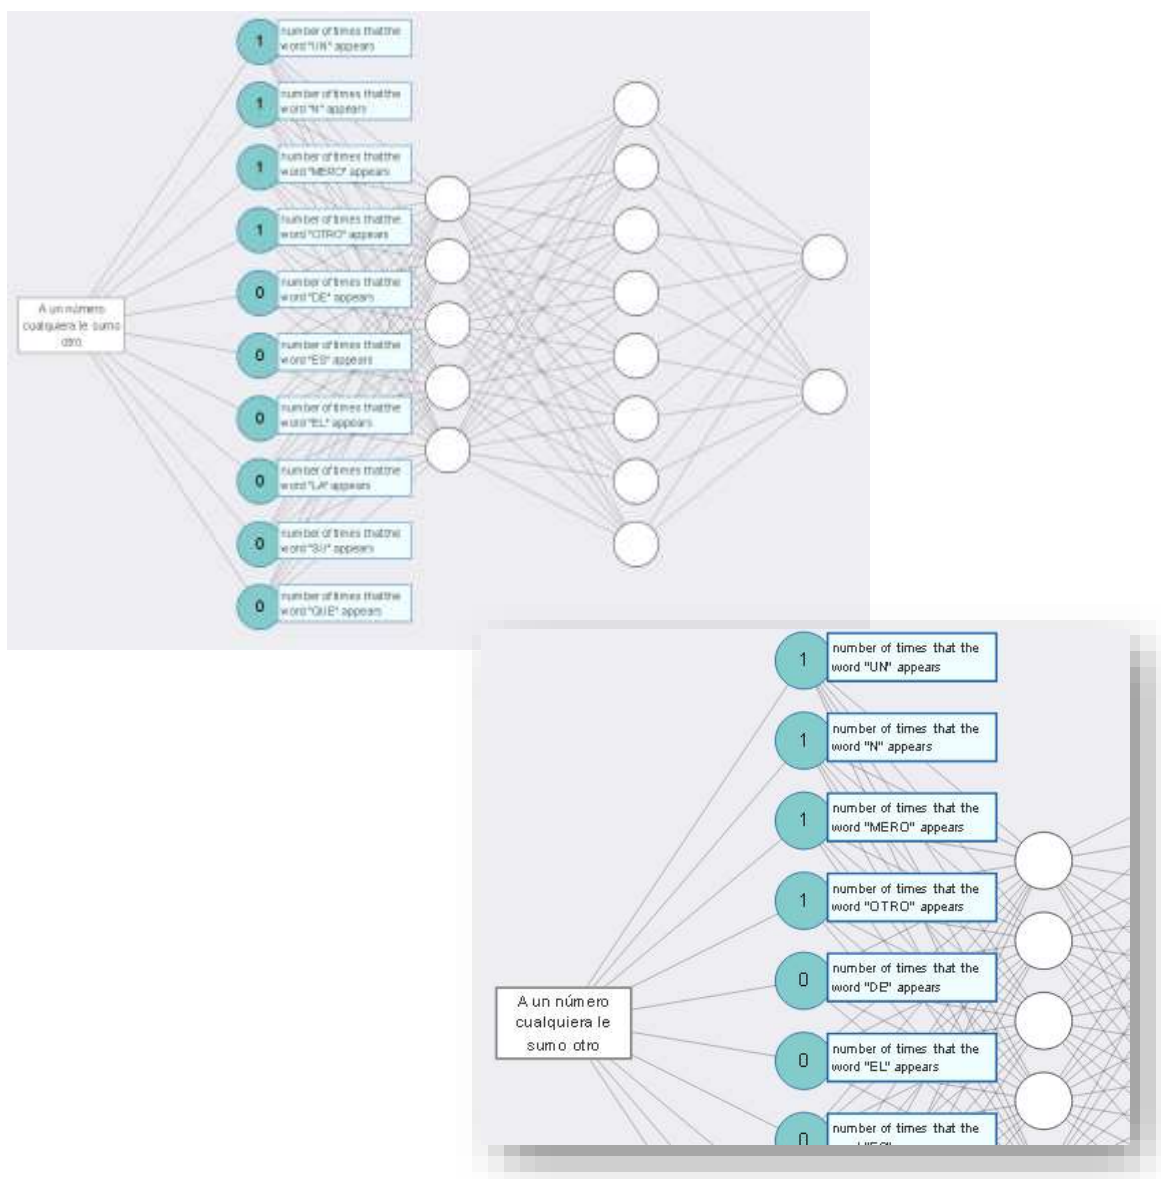 1
number of times that the
word "UN" appears
1
number of times that the
word "N" appears
1
number of times that the
word "MERO" appears
1
number of times that the
word "OTRO" appears
0
number of times that the
word "DE" appears
0
number of times that the
word "ES" appears
0
number of times that the
word "EL" appears
0
number of times that the
word "LA" appears
0
number of times that the
word "SU" appears
0
number of times that the
word "QUE" appears
A un número
cualquiera le sumo
otro
1
number of times that the
word "UN" appears
1
number of times that the
word "N" appears
1
number of times that the
word "MERO" appears
1
number of times that the
word "OTRO" appears
0
number of times that the
word "DE" appears
0
number of times that the
word "EL" appears
0
number of times that the
A un número
cualquiera le
sumo otro